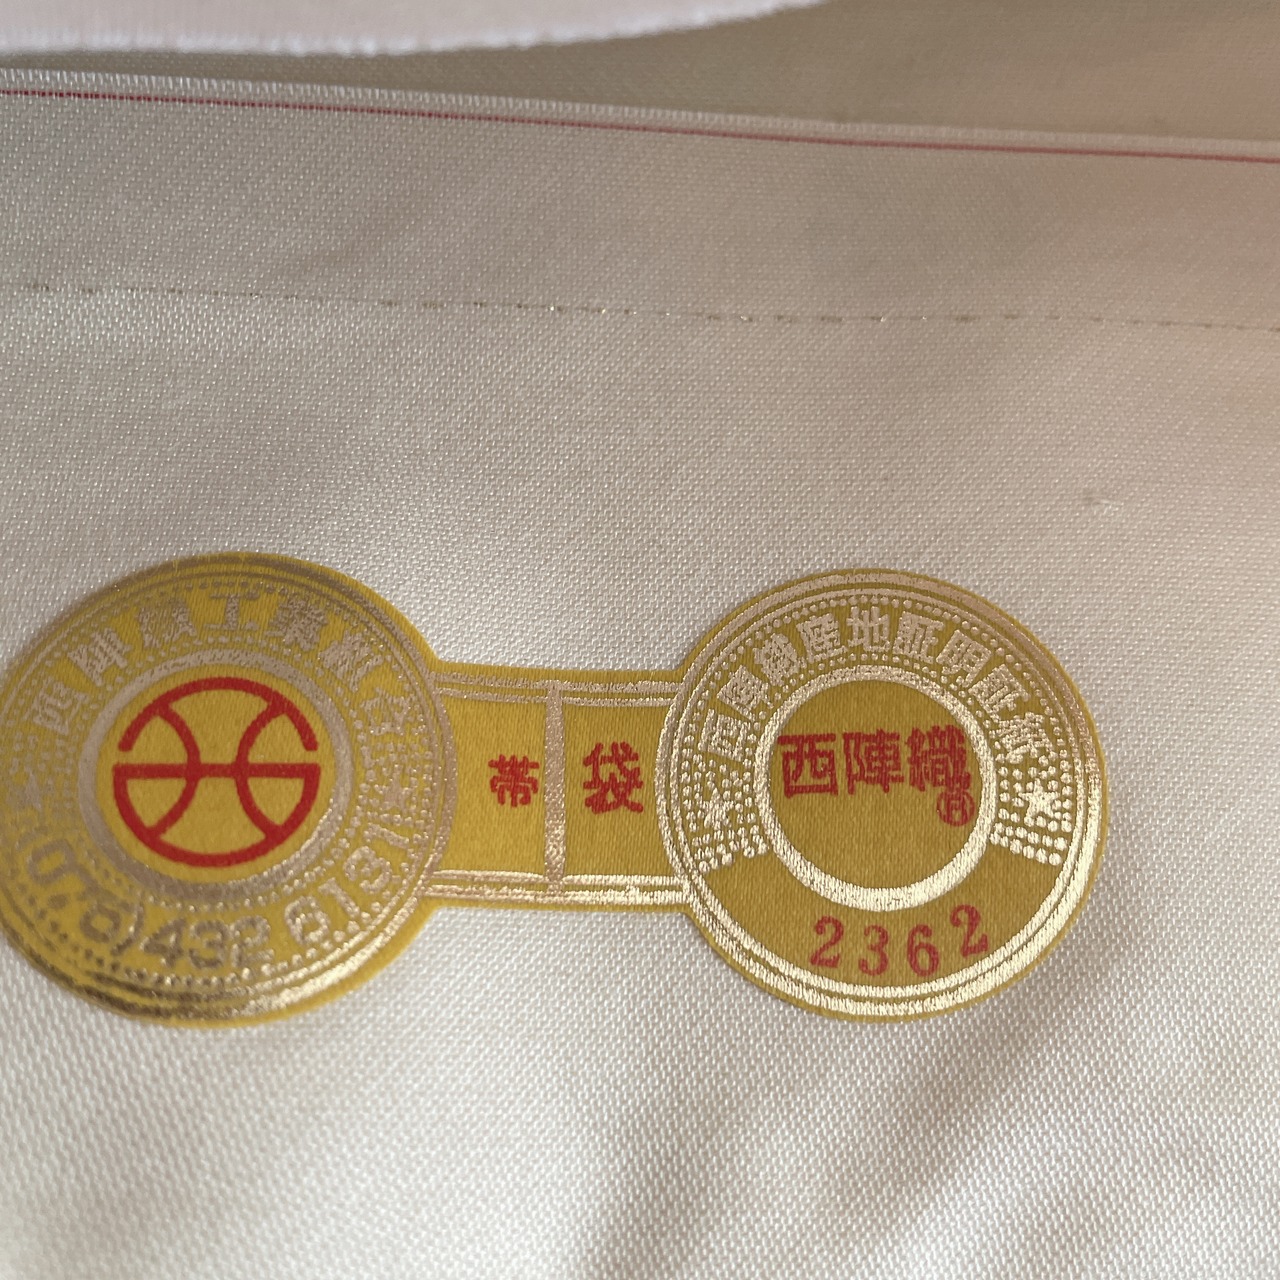 西陣織工業組合
(075)432 6131
帯 袋
西陣織産地証明証紙
西陣織®
2362